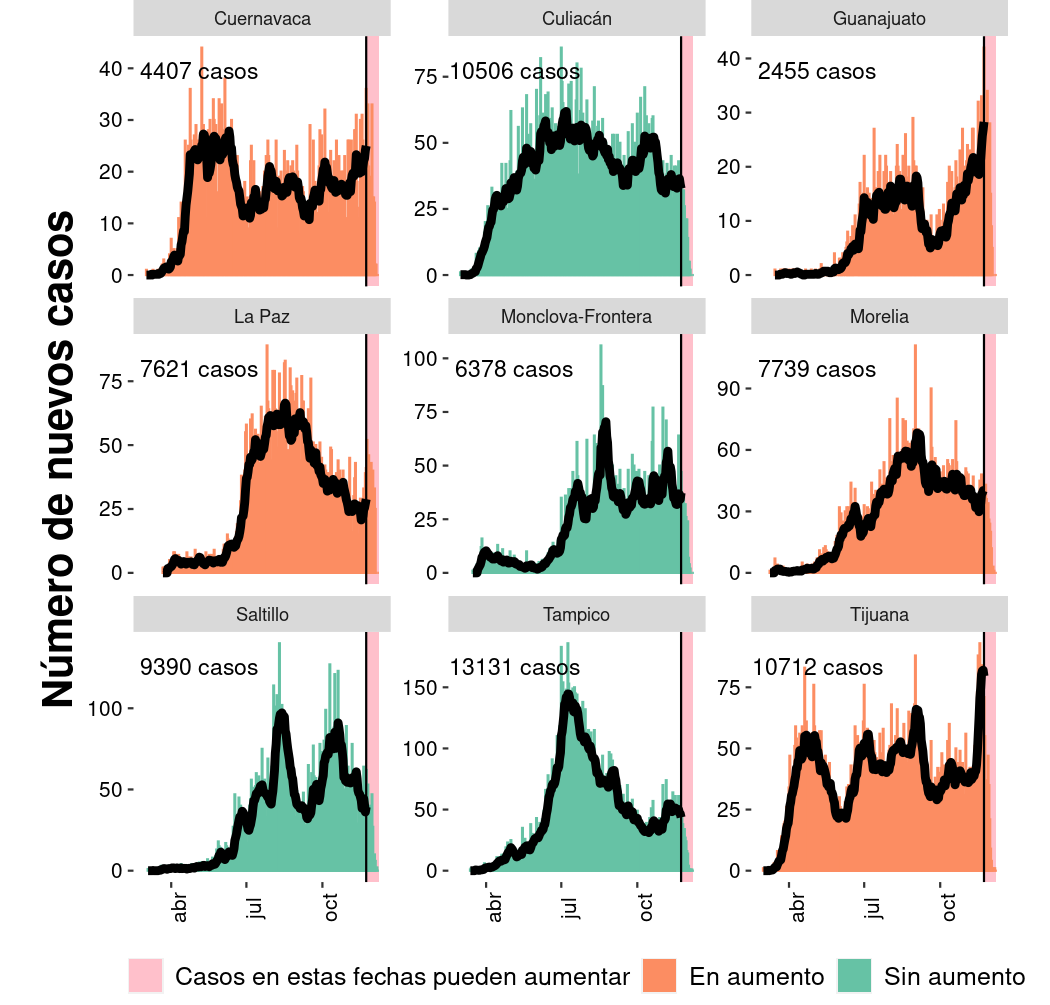 Número de nuevos casos
Cuernavaca
4407 casos
40
30
20
10
0
Culiacán
10506 casos
75
50
25
0
Guanajuato
2455 casos
40
30
20
10
0
La Paz
7621 casos
75
50
25
0
Monclova-Frontera
6378 casos
100
75
50
25
0
Morelia
7739 casos
90
60
30
0
Saltillo
9390 casos
100
50
0
abr
jul
oct
Tampico
13131 casos
150
100
50
0
abr
jul
oct
Tijuana
10712 casos
75
50
25
0
abr
jul
oct
Casos en estas fechas pueden aumentar
En aumento
Sin aumento